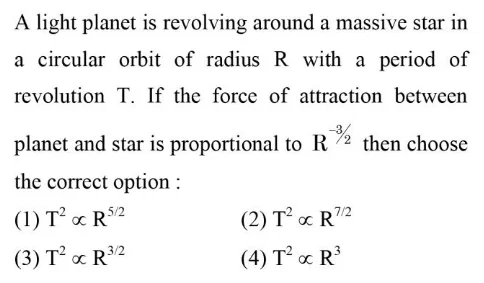 A light planet is revolving around a massive star in
a circular orbit of radius R with a period of
revolution T. If the force of attraction between
planet and star is proportional to R^{-3/2} then choose
the correct option :
(1) T² ∝ R^{5/2} (2) T² ∝ R^{7/2}
(3) T² ∝ R^{3/2} (4) T² ∝ R³